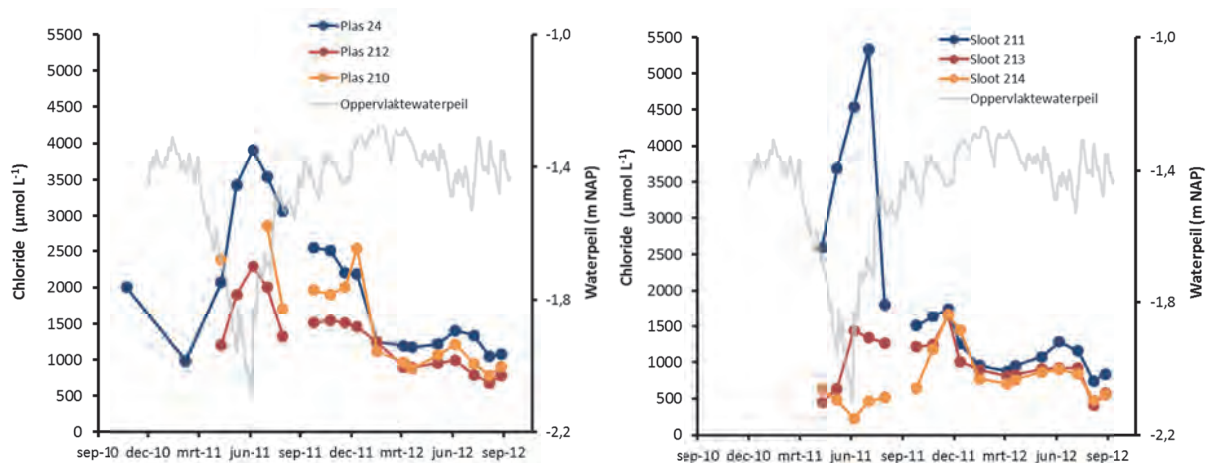 Plas 24
Plas 212
Plas 210
Oppervlaktewaterpeil
5500
5000
4500
4000
3500
3000
2500
2000
1500
1000
500
0
Chloride (µmol L⁻¹)
-1,0
-1,4
-1,8
-2,2
Waterpeil (m NAP)
sep-10 dec-10 mrt-11 jun-11 sep-11 dec-11 mrt-12 jun-12 sep-12
Sloot 211
Sloot 213
Sloot 214
Oppervlaktewaterpeil
5500
5000
4500
4000
3500
3000
2500
2000
1500
1000
500
0
Chloride (µmol L⁻¹)
-1,0
-1,4
-1,8
-2,2
Waterpeil (m NAP)
sep-10 dec-10 mrt-11 jun-11 sep-11 dec-11 mrt-12 jun-12 sep-12